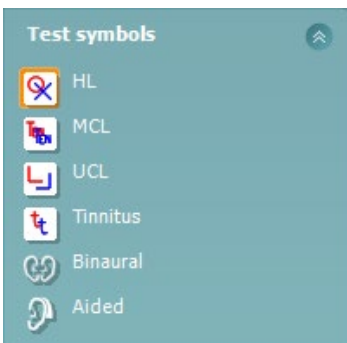 Test symbols
HL
MCL
UCL
t t Tinnitus
Binaural
Aided